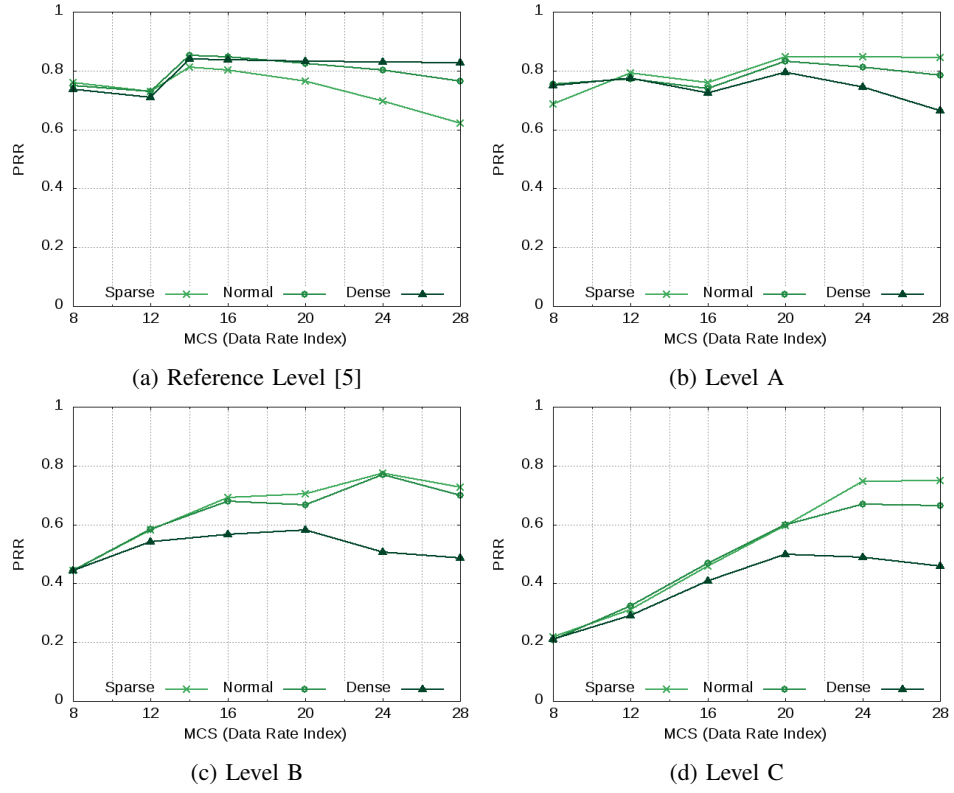 1
0.8
0.6
0.4
0.2
0
PRR
Sparse Normal Dense
8 12 16 20 24 28
MCS (Data Rate Index)
(a) Reference Level [5]
1
0.8
0.6
0.4
0.2
0
PRR
Sparse Normal Dense
8 12 16 20 24 28
MCS (Data Rate Index)
(b) Level A
1
0.8
0.6
0.4
0.2
0
PRR
Sparse Normal Dense
8 12 16 20 24 28
MCS (Data Rate Index)
(c) Level B
1
0.8
0.6
0.4
0.2
0
PRR
Sparse Normal Dense
8 12 16 20 24 28
MCS (Data Rate Index)
(d) Level C